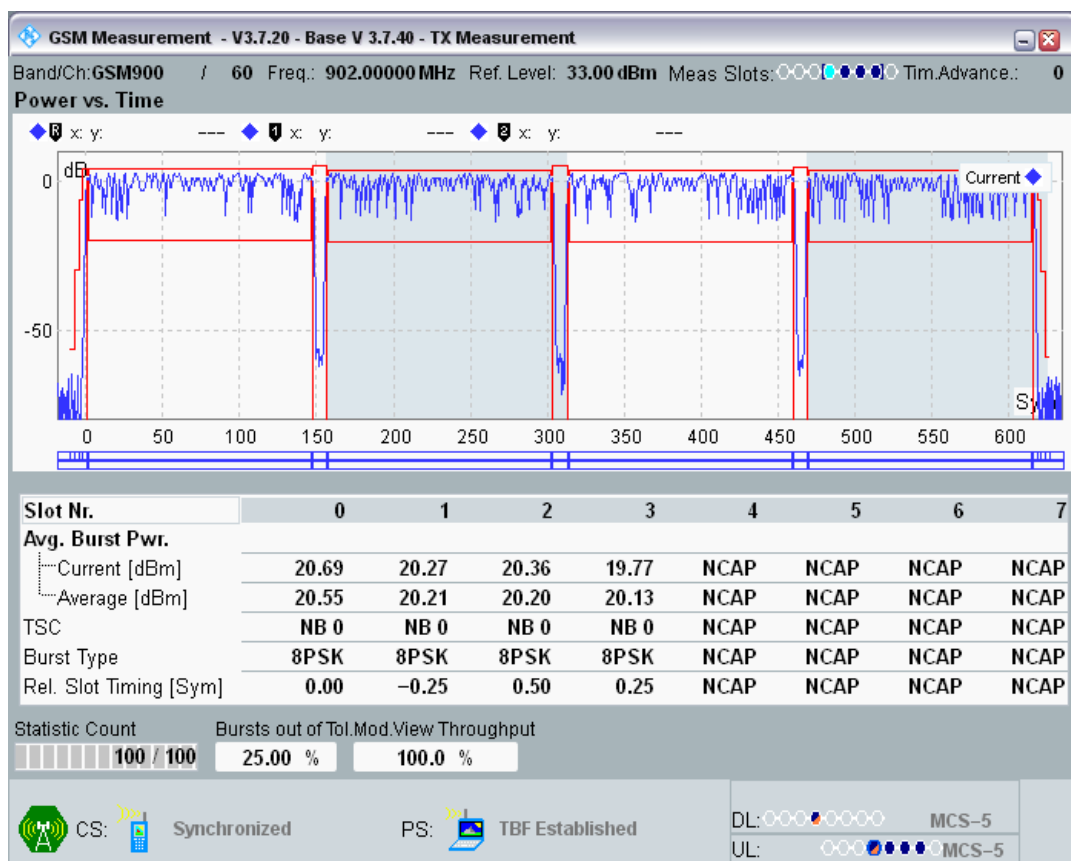 GSM Measurement - V3.7.20 - Base V 3.7.40 - TX Measurement
Band/Ch:GSM900 / 60 Freq.: 902.00000 MHz Ref. Level: 33.00 dBm Meas Slots: Tim.Advance.: 0
Power vs. Time
R x: y: --- 1 x: y: --- 2 x: y: ---
dB
Current
0
-50
0 50 100 150 200 250 300 350 400 450 500 550 600
Slot Nr. 0 1 2 3 4 5 6 7
Avg. Burst Pwr.
Current [dBm] 20.69 20.27 20.36 19.77 NCAP NCAP NCAP NCAP
Average [dBm] 20.55 20.21 20.20 20.13 NCAP NCAP NCAP NCAP
TSC NB 0 NB 0 NB 0 NB 0 NCAP NCAP NCAP NCAP
Burst Type 8PSK 8PSK 8PSK 8PSK NCAP NCAP NCAP NCAP
Rel. Slot Timing [Sym] 0.00 −0.25 0.50 0.25 NCAP NCAP NCAP NCAP
Statistic Count Bursts out of Tol.Mod.View Throughput
100 / 100 25.00 % 100.0 %
CS: Synchronized PS: TBF Established
DL: MCS−5
UL: MCS−5